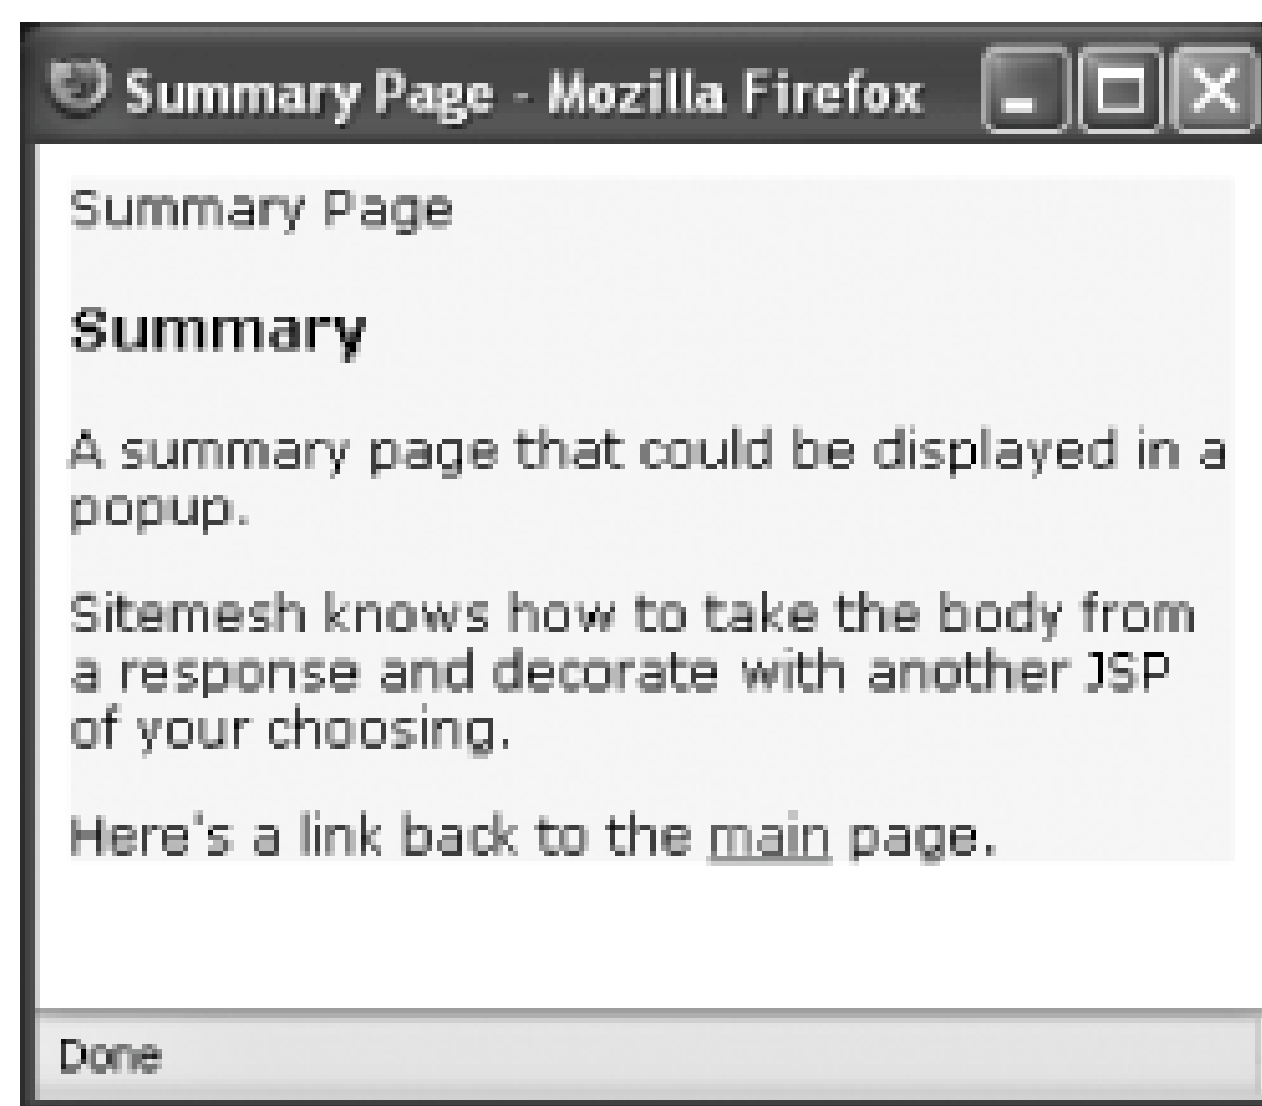 Summary Page - Mozilla Firefox
Summary Page
Summary
A summary page that could be displayed in a
popup.
Sitemesh knows how to take the body from
a response and decorate with another JSP
of your choosing.
Here's a link back to the main page.
Done